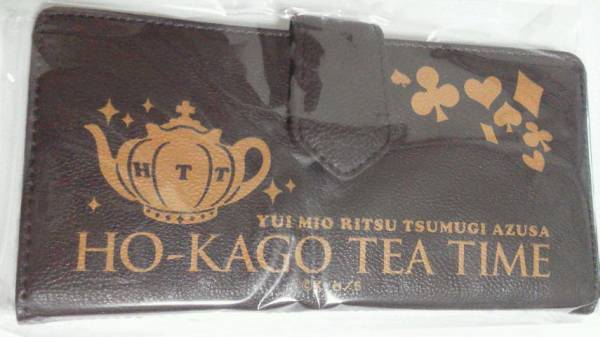 HTT
YUI MIO RITSU TSUMUGI AZUSA
HO-KAGO TEA TIME